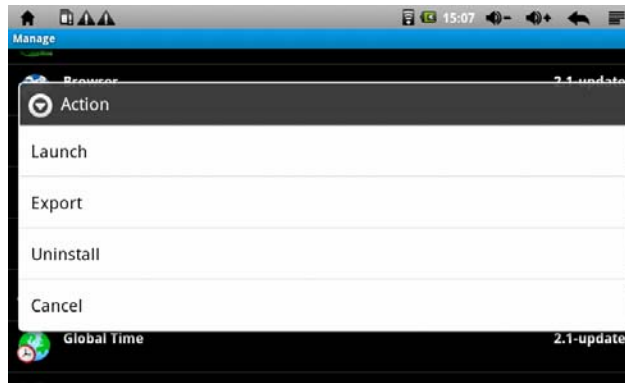 15:07
Manage
Browser 2.1-update
Action
Launch
Export
Uninstall
Cancel
Global Time 2.1-update